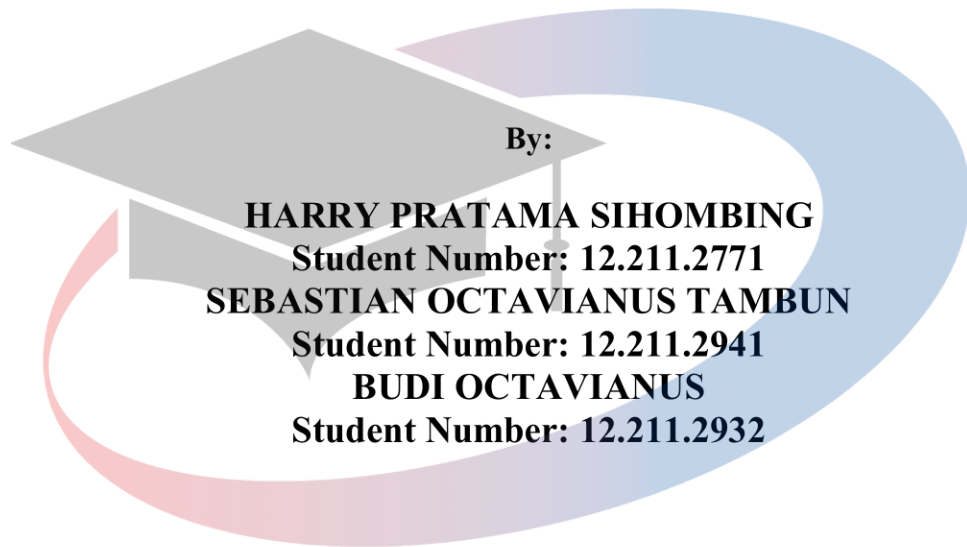 By:
HARRY PRATAMA SIHOMBING
Student Number: 12.211.2771
SEBASTIAN OCTAVIANUS TAMBUN
Student Number: 12.211.2941
BUDI OCTAVIANUS
Student Number: 12.211.2932